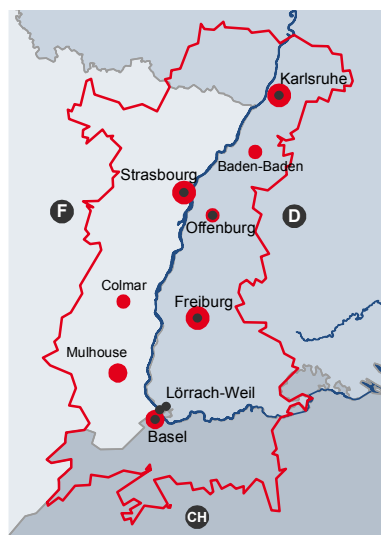 Karlsruhe
Baden-Baden
Strasbourg
F
Offenburg
D
Colmar
Freiburg
Mulhouse
Lörrach-Weil
Basel
CH